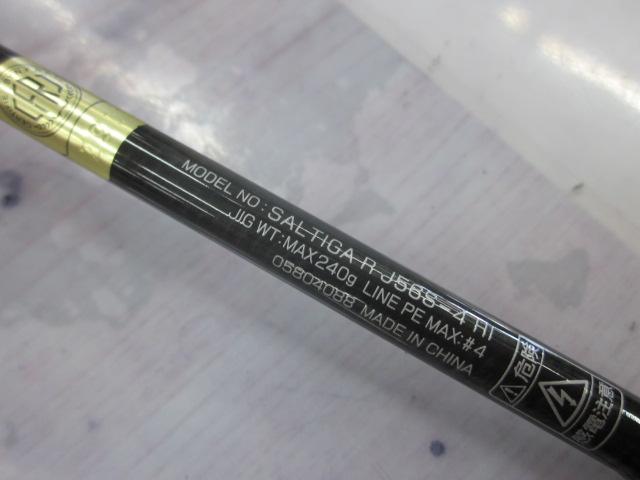 MODEL NO: SALTIGA R J56S-4 HI
JIG WT:MAX240g LINE PE MAX:#4
05804088 MADE IN CHINA
危険
感電注意